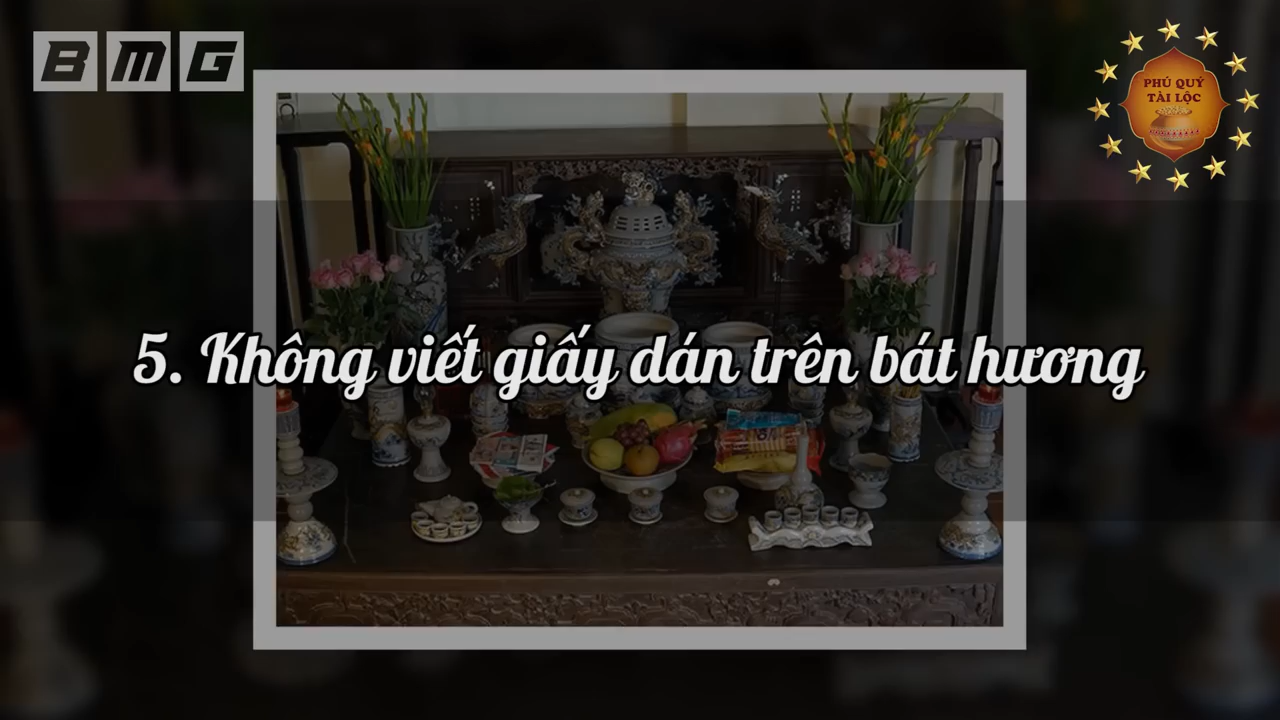 BMG
PHÚ QUÝ
TÀI LỘC
5. Không viết giấy dán trên bát hương